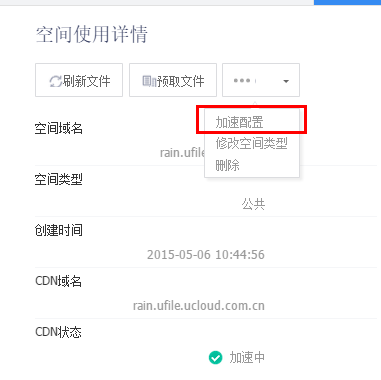 空间使用详情
刷新文件 预取文件
加速配置
空间域名
修改空间类型
rain.ufile
删除
空间类型
公共
创建时间
2015-05-06 10:44:56
CDN域名
rain.ufile.ucloud.com.cn
CDN状态
加速中